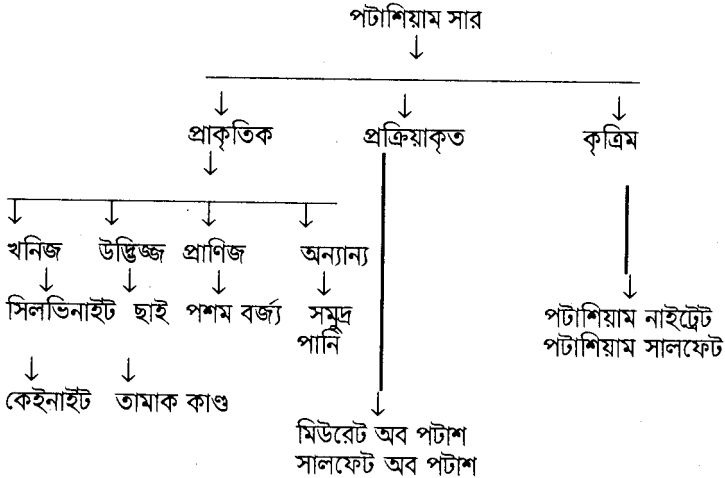 পটাশিয়াম সার
প্রাকৃতিক প্রক্রিয়াকৃত কৃত্রিম
খনিজ উদ্ভিজ্জ প্রাণিজ অন্যান্য
সিলভিনাইট ছাই পশম বর্জ্য সমুদ্র
পানি
পটাশিয়াম নাইট্রেট
পটাশিয়াম সালফেট
কেইনাইট তামাক কাণ্ড
মিউরেট অব পটাশ
সালফেট অব পটাশ